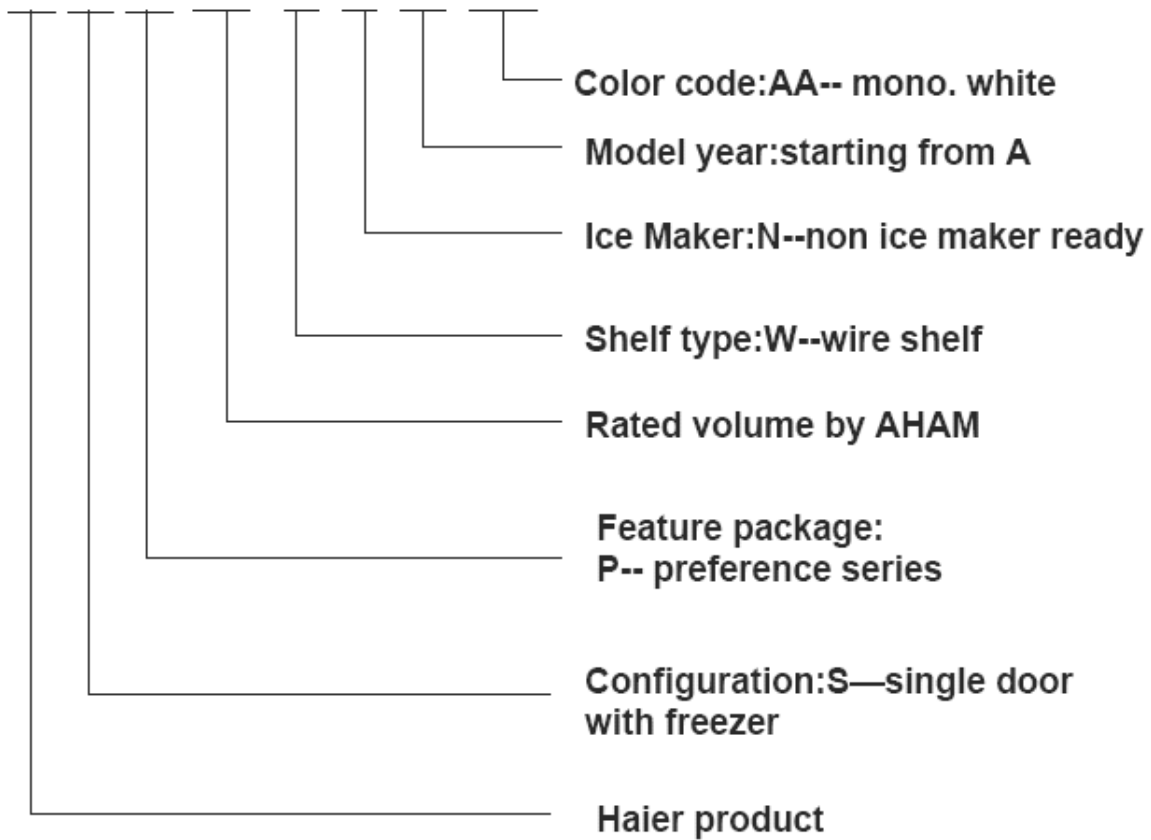 Color code:AA-- mono. white
Model year:starting from A
Ice Maker:N--non ice maker ready
Shelf type:W--wire shelf
Rated volume by AHAM
Feature package:
P-- preference series
Configuration:S—single door
with freezer
Haier product